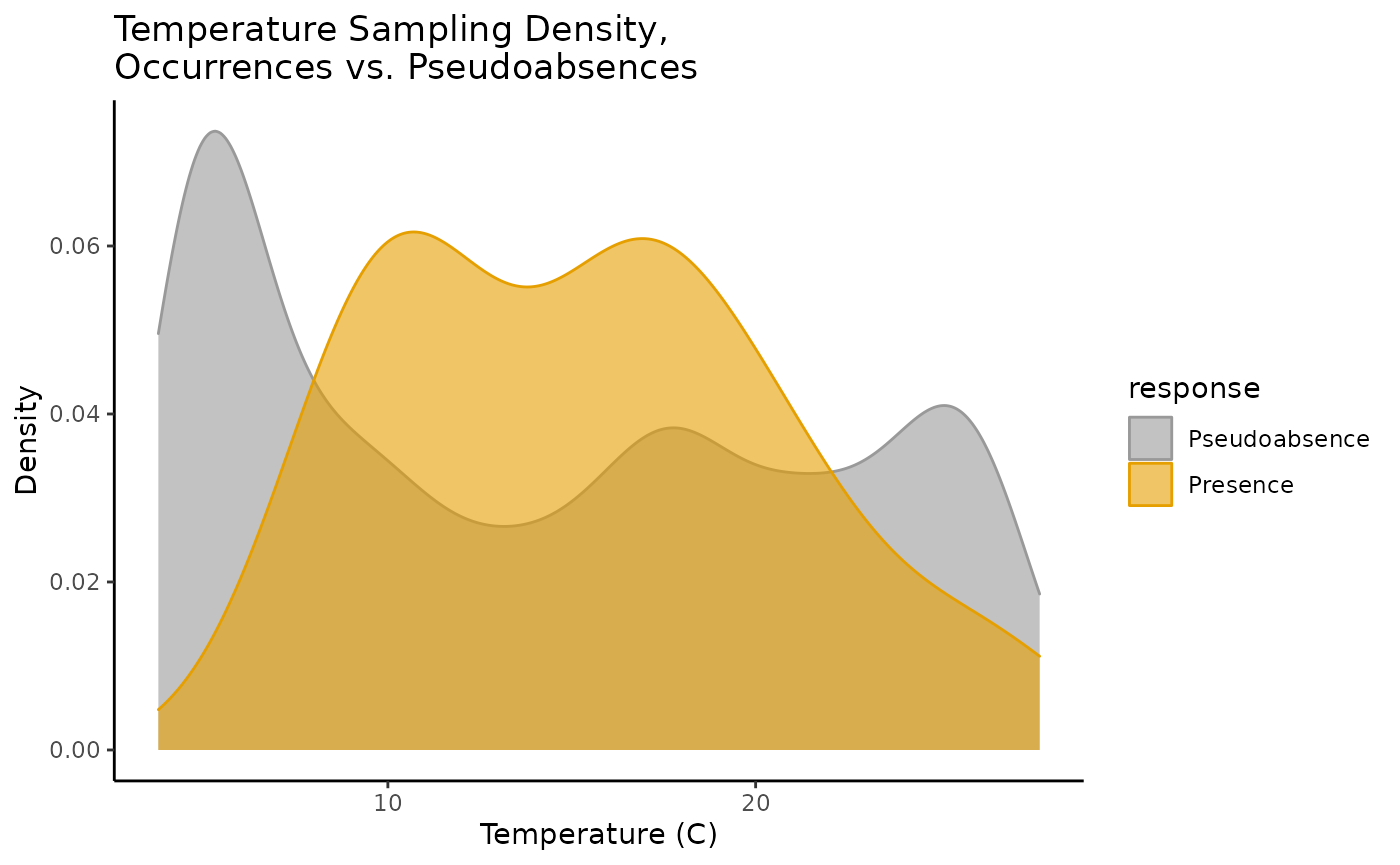 Temperature Sampling Density,
Occurrences vs. Pseudoabsences
0.06
0.04
0.02
0.00
Density
10
20
Temperature (C)
response
Pseudoabsence
Presence